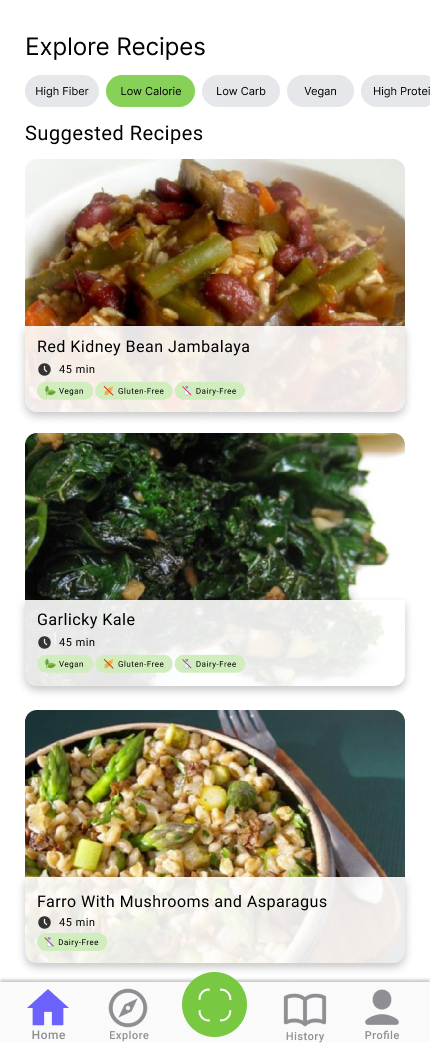 Explore Recipes
High Fiber Low Calorie Low Carb Vegan High Protei
Suggested Recipes
Red Kidney Bean Jambalaya
45 min
Vegan Gluten-Free Dairy-Free
Garlicky Kale
45 min
Vegan Gluten-Free Dairy-Free
Farro With Mushrooms and Asparagus
45 min
Dairy-Free
Home Explore History Profile